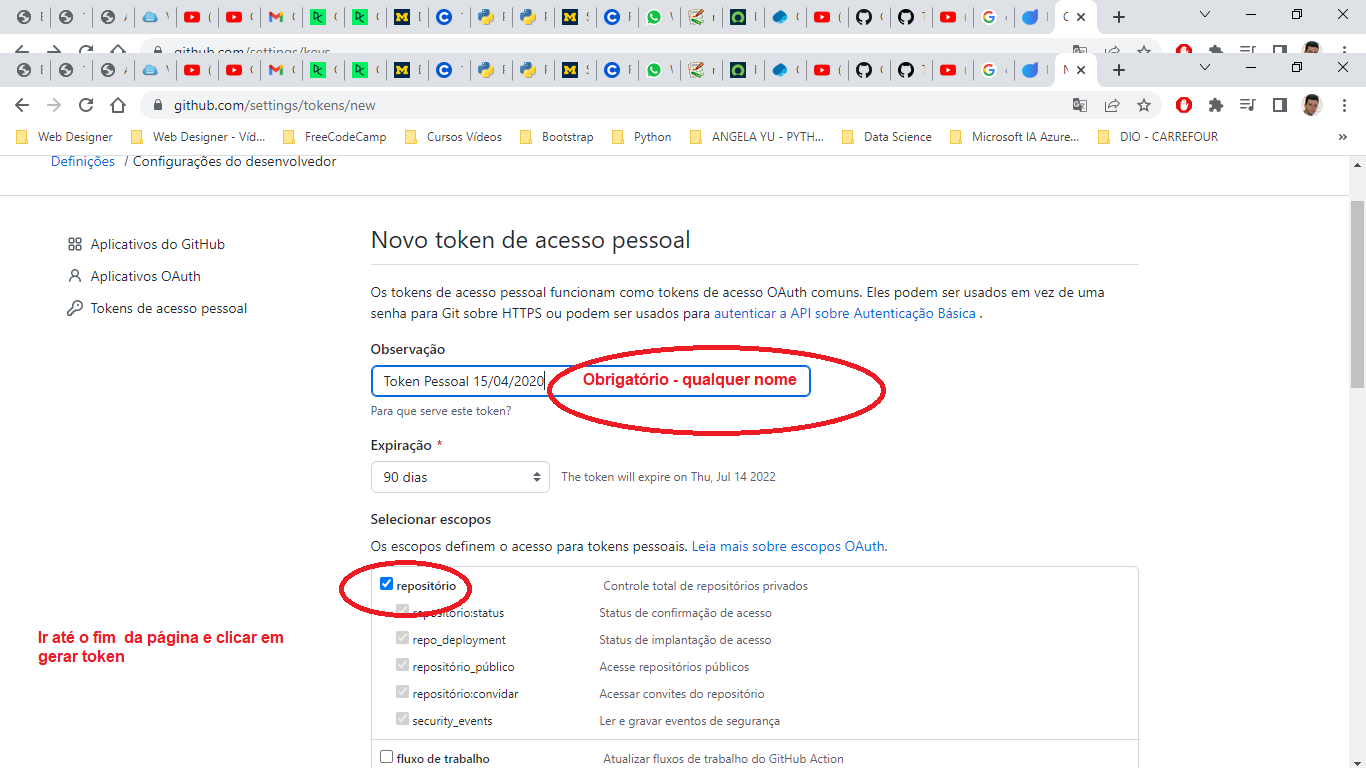 github.com/settings/keys
github.com/settings/tokens/new
Web Designer
Web Designer - Víd...
FreeCodeCamp
Cursos Vídeos
Bootstrap
Python
ANGELA YU - PYTH...
Data Science
Microsoft IA Azure...
DIO - CARREFOUR
»
Definições / Configurações do desenvolvedor
Aplicativos do GitHub
Aplicativos OAuth
Tokens de acesso pessoal
Novo token de acesso pessoal
Os tokens de acesso pessoal funcionam como tokens de acesso OAuth comuns. Eles podem ser usados em vez de uma
senha para Git sobre HTTPS ou podem ser usados para autenticar a API sobre Autenticação Básica .
Observação
Token Pessoal 15/04/2020
Obrigatório - qualquer nome
Para que serve este token?
Expiração *
90 dias
The token will expire on Thu, Jul 14 2022
Selecionar escopos
Os escopos definem o acesso para tokens pessoais. Leia mais sobre escopos OAuth.
repositório Controle total de repositórios privados
repositório:status Status de confirmação de acesso
repo_deployment Status de implantação de acesso
repositório_público Acesse repositórios públicos
repositório:convidar Acessar convites do repositório
security_events Ler e gravar eventos de segurança
fluxo de trabalho Atualizar fluxos de trabalho do GitHub Action
Ir até o fim da página e clicar em
gerar token